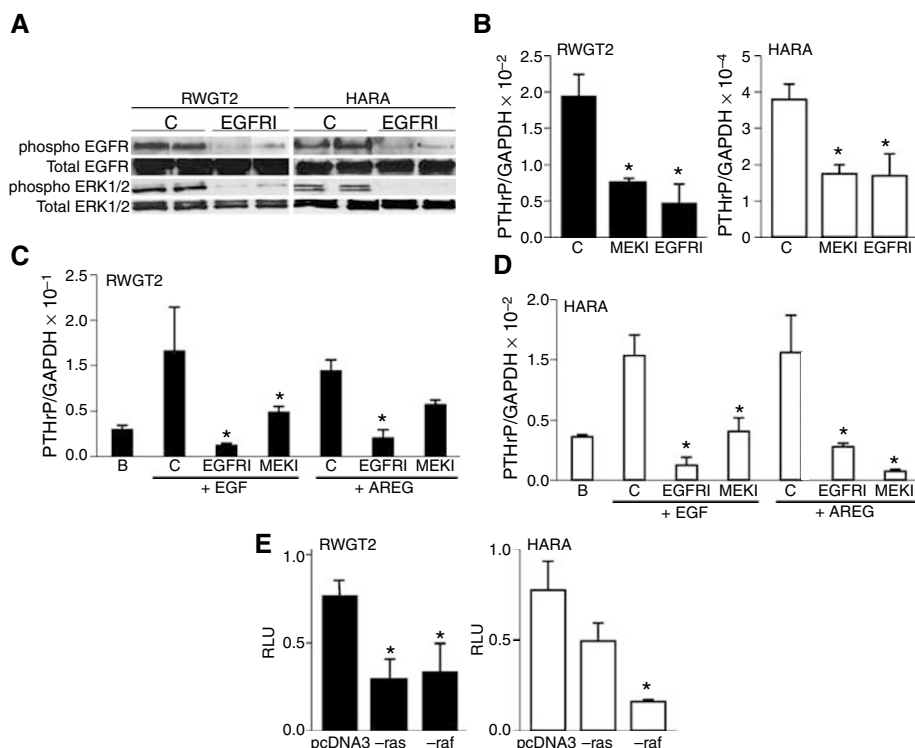 A
RWGT2 HARA
C EGFRI C EGFRI
phospho EGFR
Total EGFR
phospho ERK1/2
Total ERK1/2
B
RWGT2
PTHrP/GAPDH × 10–2
2.5
2.0
1.5
1.0
0.5
0.0
* *
C MEKI EGFRI
HARA
PTHrP/GAPDH × 10–4
5
4
3
2
1
0
* *
C MEKI EGFRI
C
RWGT2
PTHrP/GAPDH × 10–1
2.5
1.0
1.5
0.5
0.0
* * *
B C EGFRI MEKI C EGFRI MEKI
+ EGF + AREG
D
HARA
PTHrP/GAPDH × 10–2
2.0
1.0
1.5
0.5
0.0
* * * *
B C EGFRI MEKI C EGFRI MEKI
+ EGF + AREG
E
RWGT2
RLU
1.0
0.5
0.0
* *
pcDNA3 –ras –raf
HARA
RLU
1.0
0.5
0.0
*
pcDNA3 –ras –raf